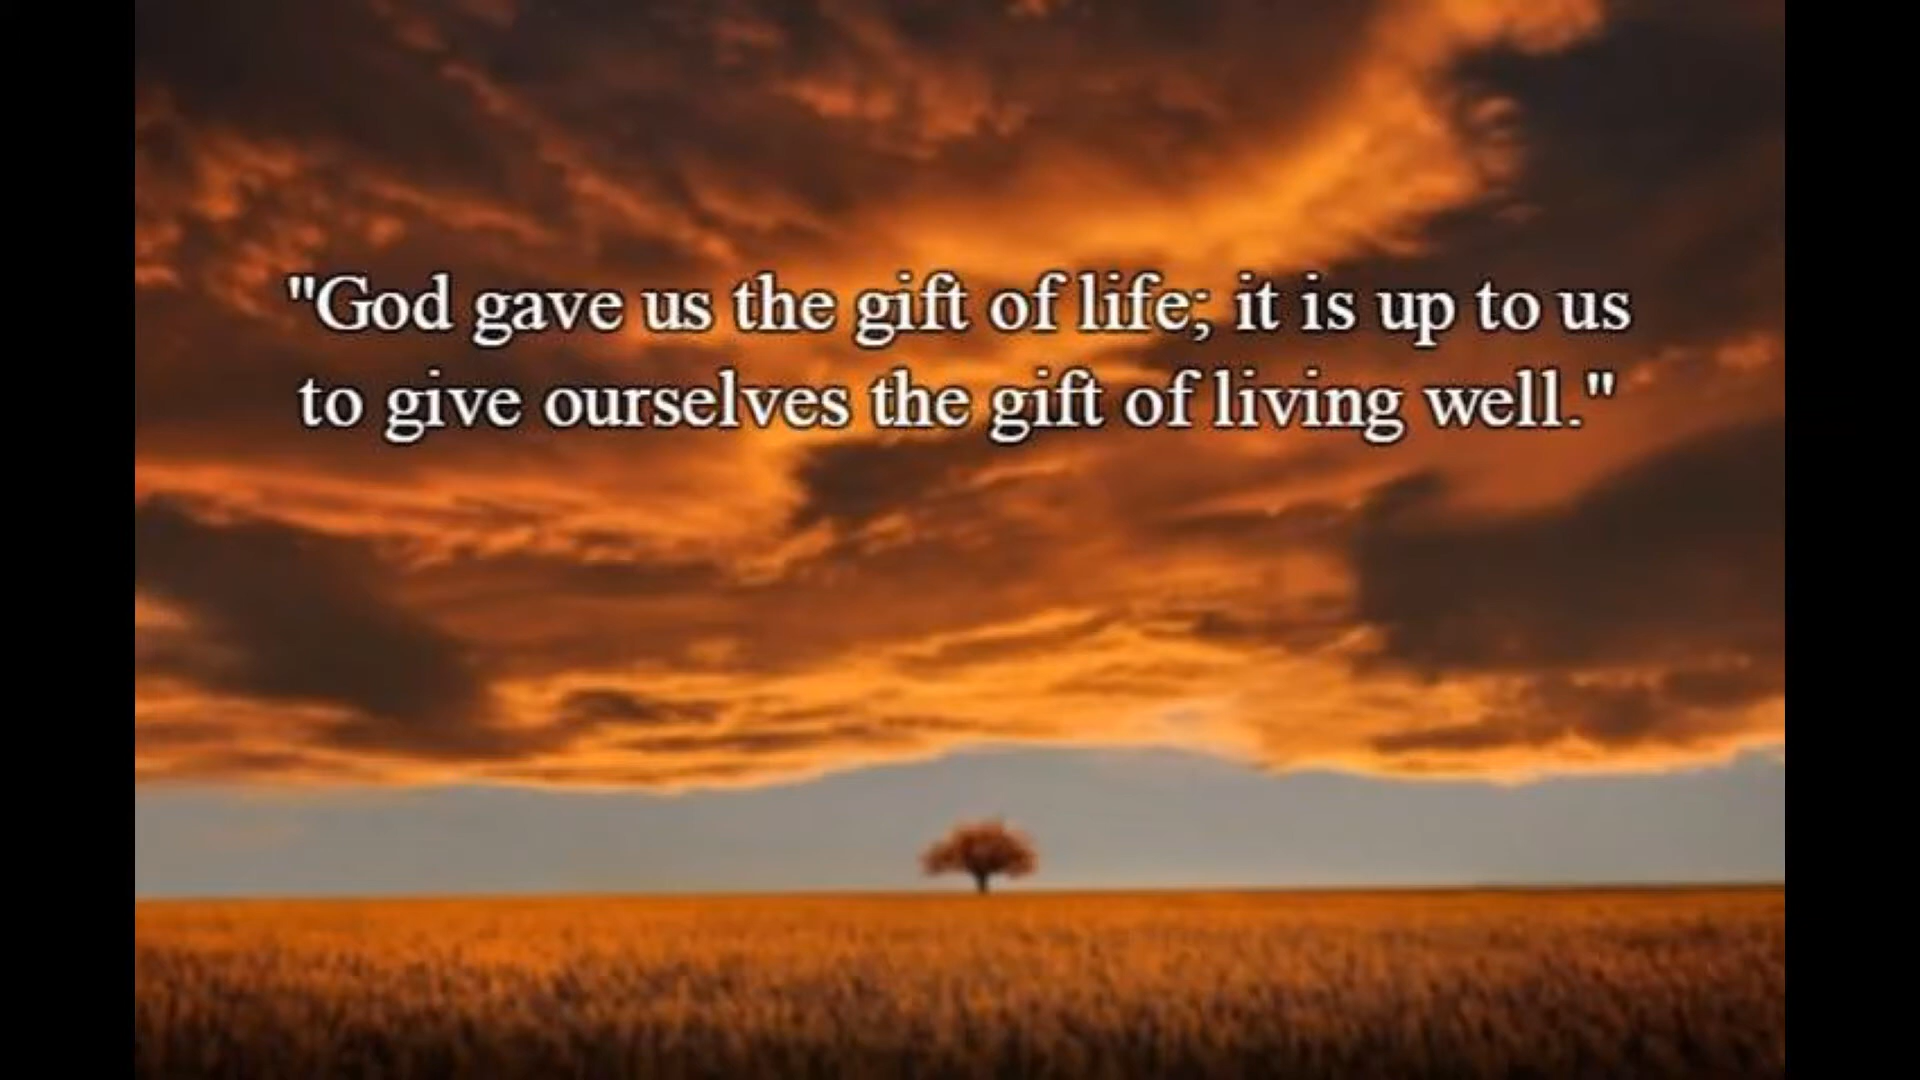 "God gave us the gift of life; it is up to us
to give ourselves the gift of living well."